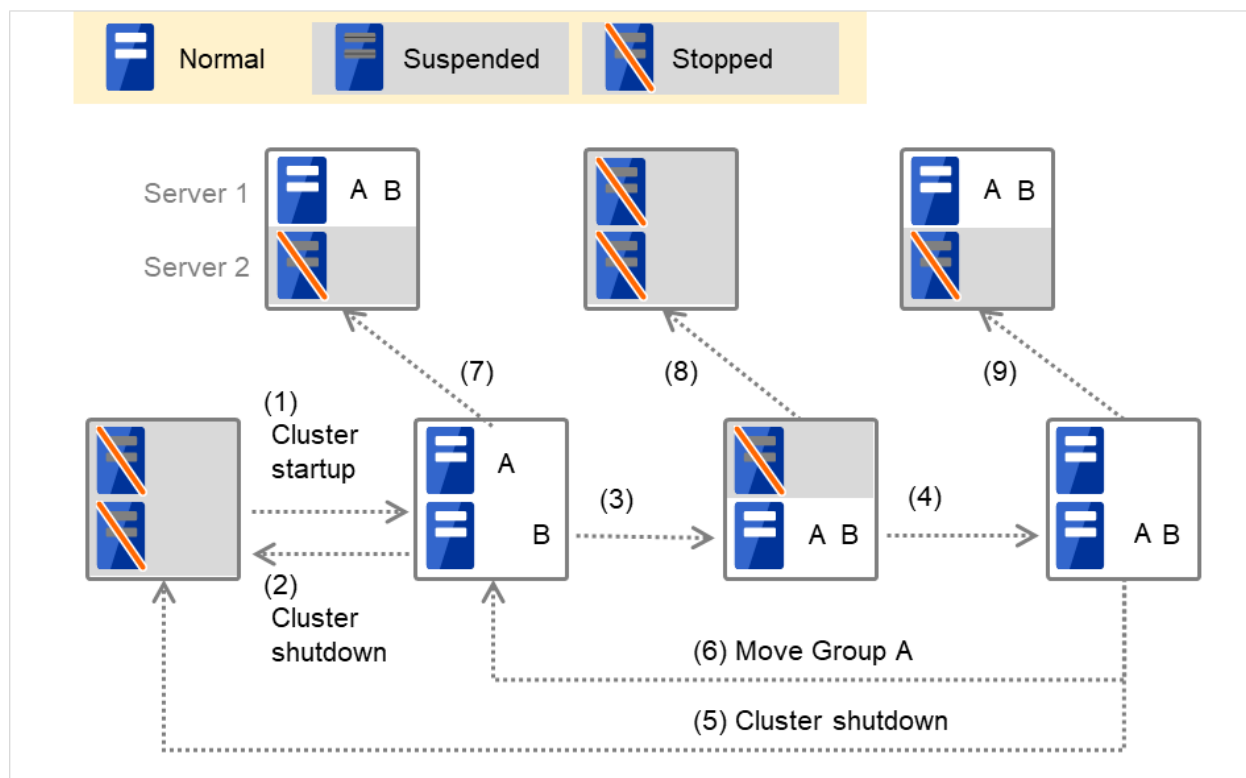 Normal
Suspended
Stopped
Server 1
A B
A B
Server 2
(7)
(8)
(9)
(1)
Cluster
startup
A
(3)
(4)
B
A B
A B
(2)
Cluster
shutdown
(6) Move Group A
(5) Cluster shutdown